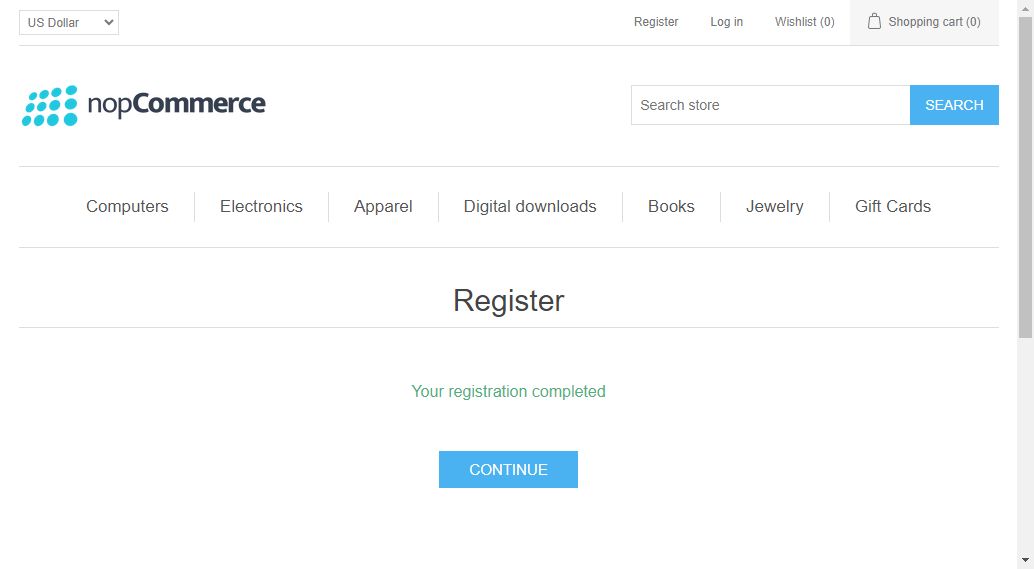 US Dollar
Register
Log in
Wishlist (0)
Shopping cart (0)
nopCommerce
Search store
SEARCH
Computers
Electronics
Apparel
Digital downloads
Books
Jewelry
Gift Cards
Register
Your registration completed
CONTINUE